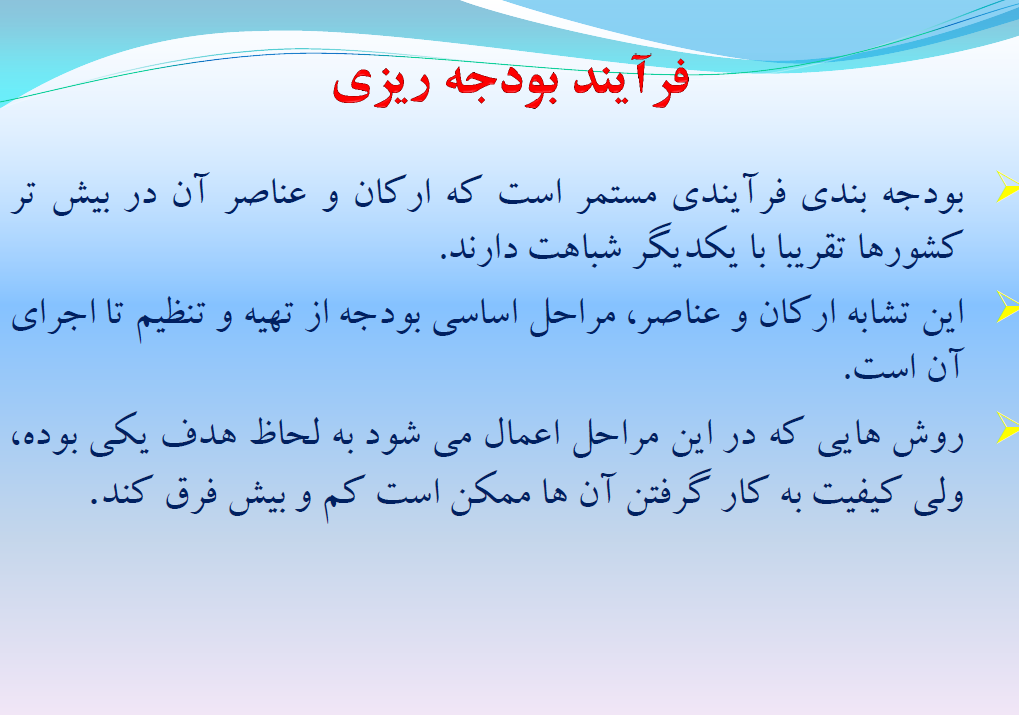 فرآیند بودجه ریزی
بودجه بندی فرآیندی مستمر است که ارکان و عناصر آن در بیش تر
کشورها تقریبا با یکدیگر شباهت دارند.
این تشابه ارکان و عناصر، مراحل اساسی بودجه از تهیه و تنظیم تا اجرای
آن است.
روش هایی که در این مراحل اعمال می شود به لحاظ هدف یکی بوده،
ولی کیفیت به کار گرفتن آن ها ممکن است کم و بیش فرق کند.